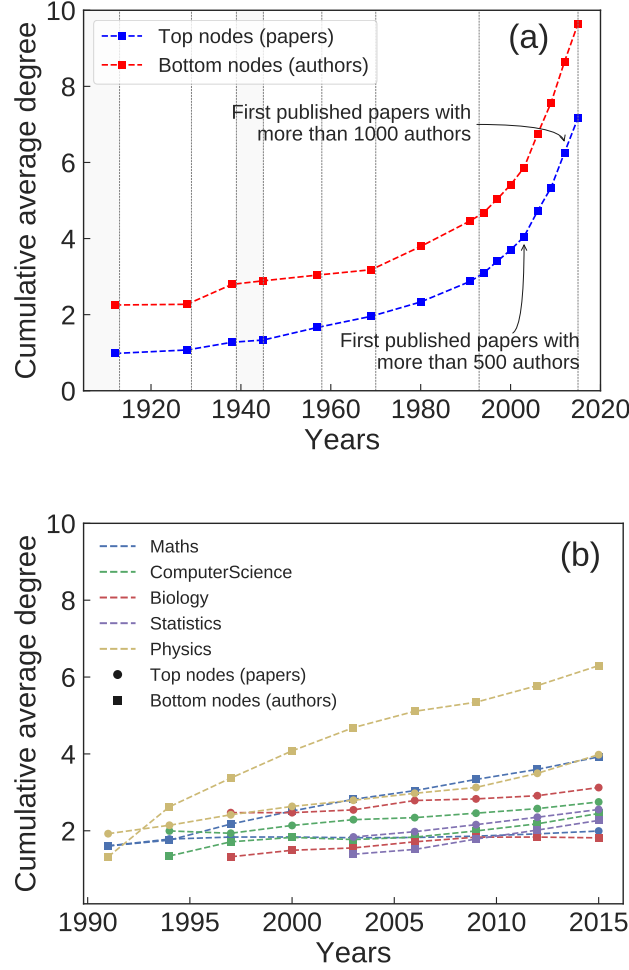 10
8
6
4
2
0
Cumulative average degree
Top nodes (papers)
Bottom nodes (authors)
(a)
First published papers with
more than 1000 authors
First published papers with
more than 500 authors
1920 1940 1960 1980 2000 2020
Years
10
8
6
4
2
Cumulative average degree
(b)
Maths
ComputerScience
Biology
Statistics
Physics
Top nodes (papers)
Bottom nodes (authors)
1990 1995 2000 2005 2010 2015
Years